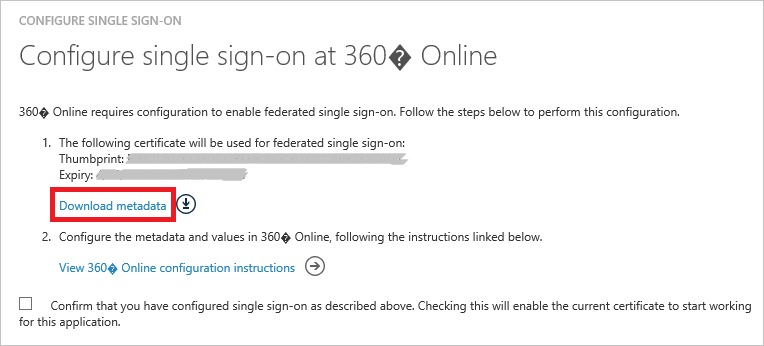 CONFIGURE SINGLE SIGN-ON
Configure single sign-on at 360� Online
360� Online requires configuration to enable federated single sign-on. Follow the steps below to perform this configuration.
1. The following certificate will be used for federated single sign-on:
Thumbprint:
Expiry:
Download metadata
2. Configure the metadata and values in 360� Online, following the instructions linked below.
View 360� Online configuration instructions
Confirm that you have configured single sign-on as described above. Checking this will enable the current certificate to start working
for this application.